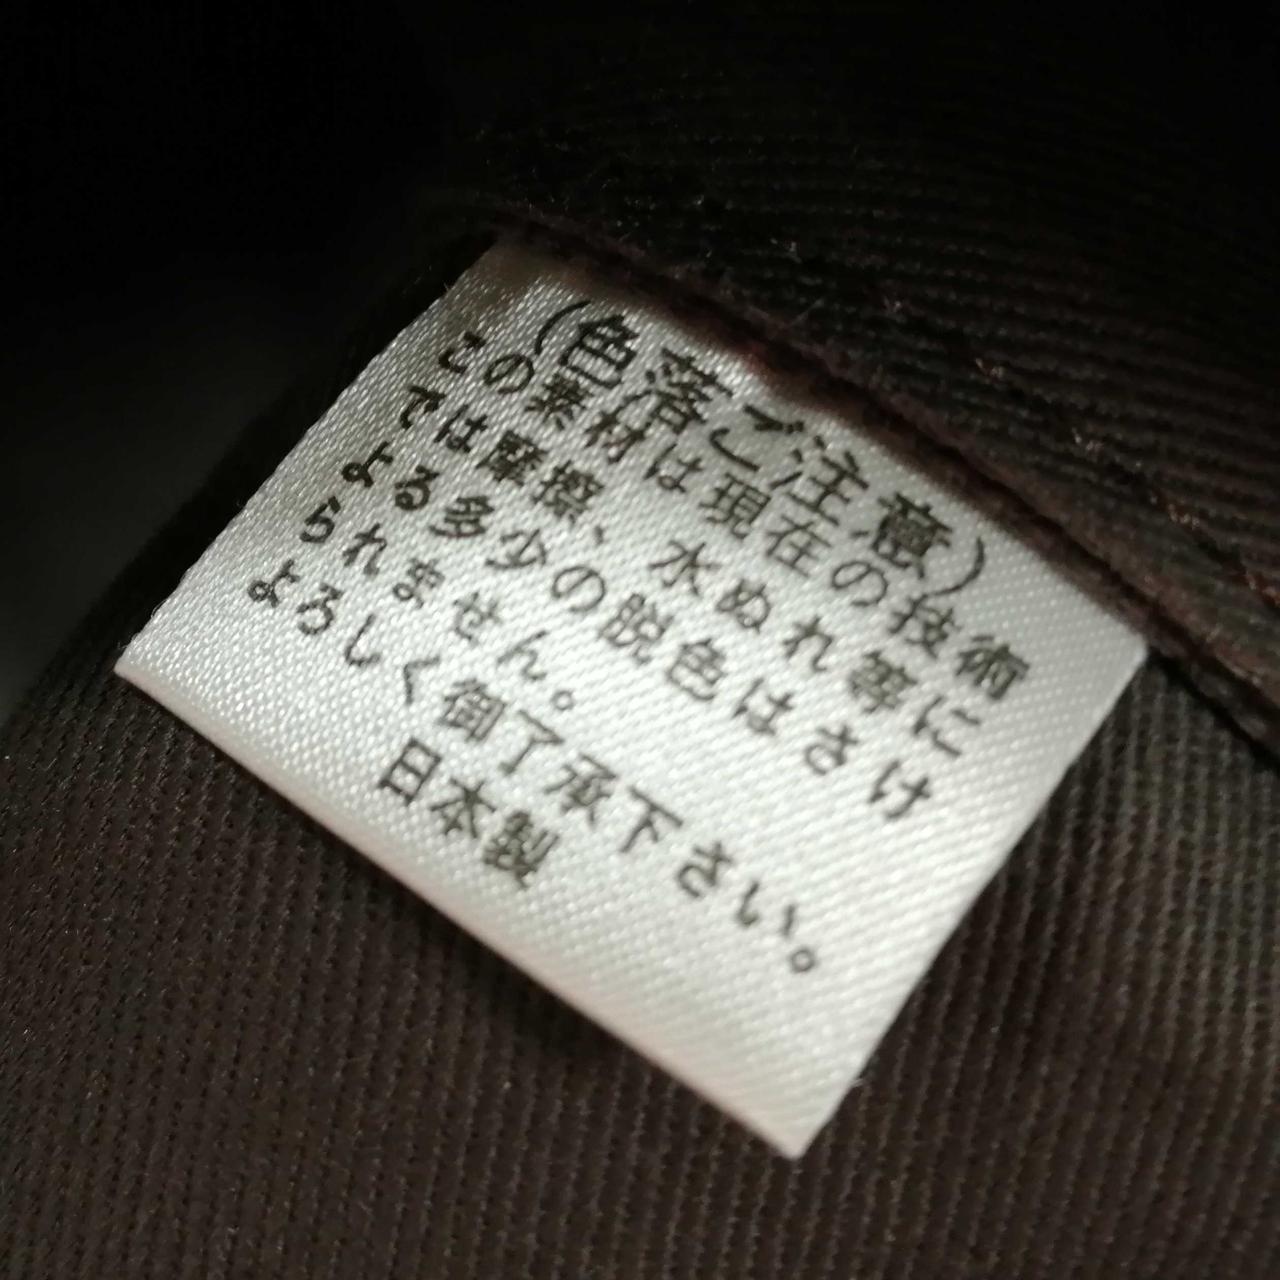 (色落ご注意)
この素材は現在の技術
では摩擦、水ぬれ等に
よる多少の脱色はさけ
られません。
よろしく御了承下さい。
日本製